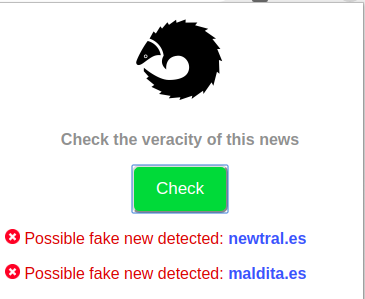 Check the veracity of this news
Check
Possible fake new detected: newtral.es
Possible fake new detected: maldita.es